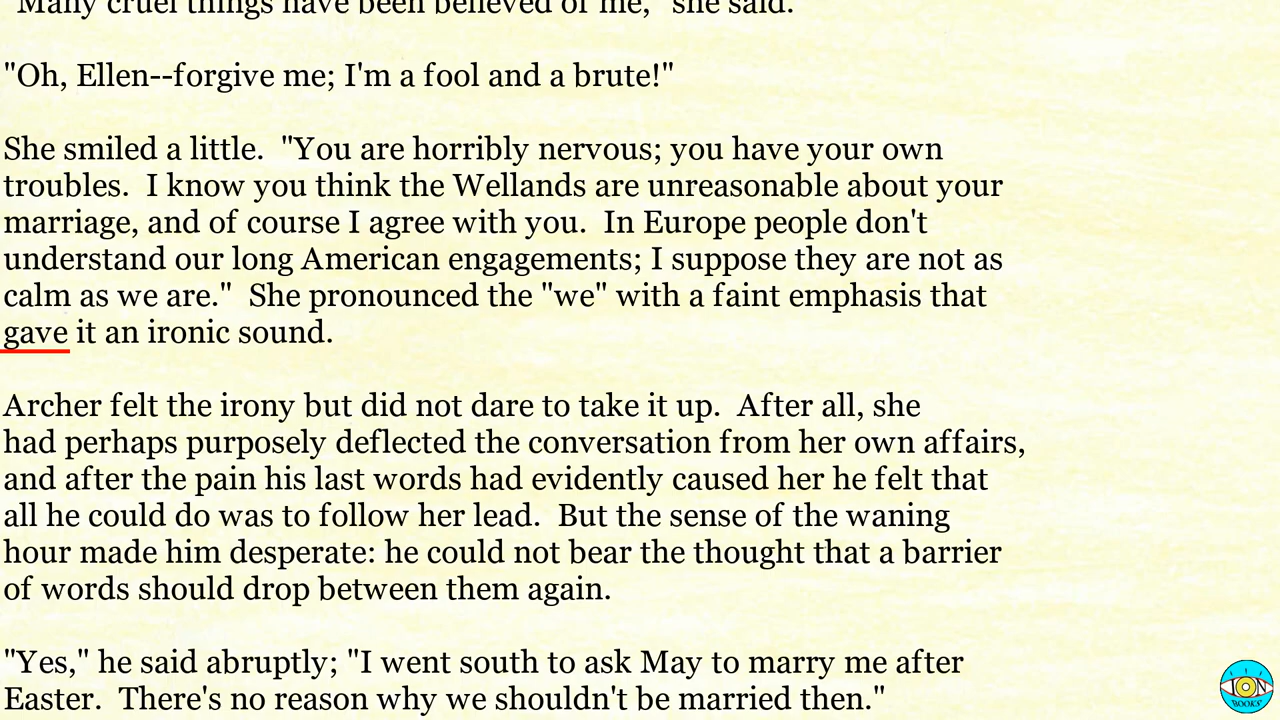 "Many cruel things have been believed of me," she said.
"Oh, Ellen--forgive me; I'm a fool and a brute!"
She smiled a little.  "You are horribly nervous; you have your own
troubles.  I know you think the Wellands are unreasonable about your
marriage, and of course I agree with you.  In Europe people don't
understand our long American engagements; I suppose they are not as
calm as we are."  She pronounced the "we" with a faint emphasis that
gave it an ironic sound.
Archer felt the irony but did not dare to take it up.  After all, she
had perhaps purposely deflected the conversation from her own affairs,
and after the pain his last words had evidently caused her he felt that
all he could do was to follow her lead.  But the sense of the waning
hour made him desperate: he could not bear the thought that a barrier
of words should drop between them again.
"Yes," he said abruptly; "I went south to ask May to marry me after
Easter.  There's no reason why we shouldn't be married then."
ION
BOOKS